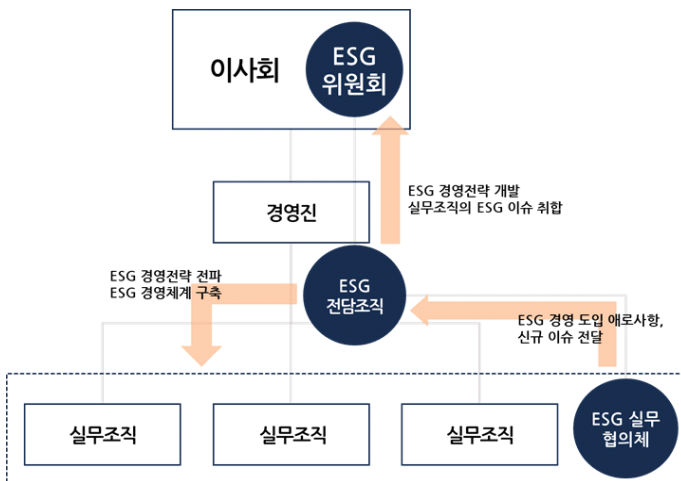 이사회
ESG
위원회
ESG 경영전략 개발
실무조직의 ESG 이슈 취합
경영진
ESG
전담조직
ESG 경영전략 전파
ESG 경영체계 구축
ESG 경영 도입 애로사항,
신규 이슈 전달
실무조직
실무조직
실무조직
ESG 실무
협의체